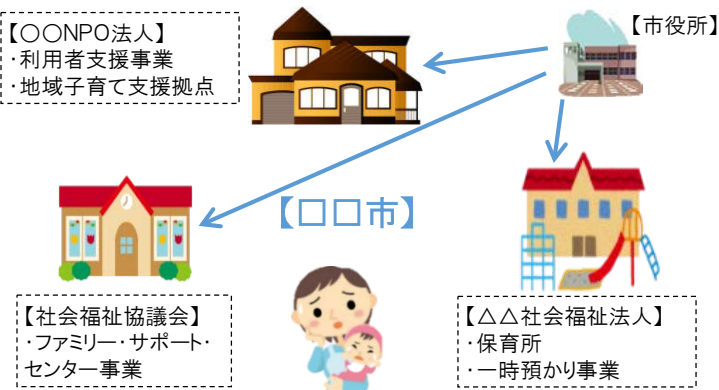 【〇〇NPO法人】
・利用者支援事業
・地域子育て支援拠点
【市役所】
【□□市】
【社会福祉協議会】
・ファミリー・サポート・
センター事業
【△△社会福祉法人】
・保育所
・一時預かり事業